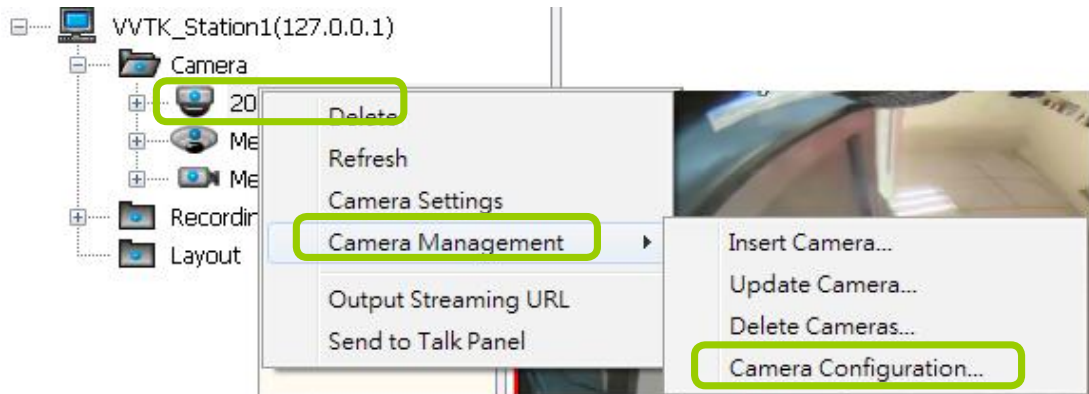 VVTK_Station1(127.0.0.1)
Camera
20
Delete
Me
Refresh
Me
Camera Settings
Recordin
Camera Management
Insert Camera...
Layout
Update Camera...
Output Streaming URL
Delete Cameras...
Send to Talk Panel
Camera Configuration...